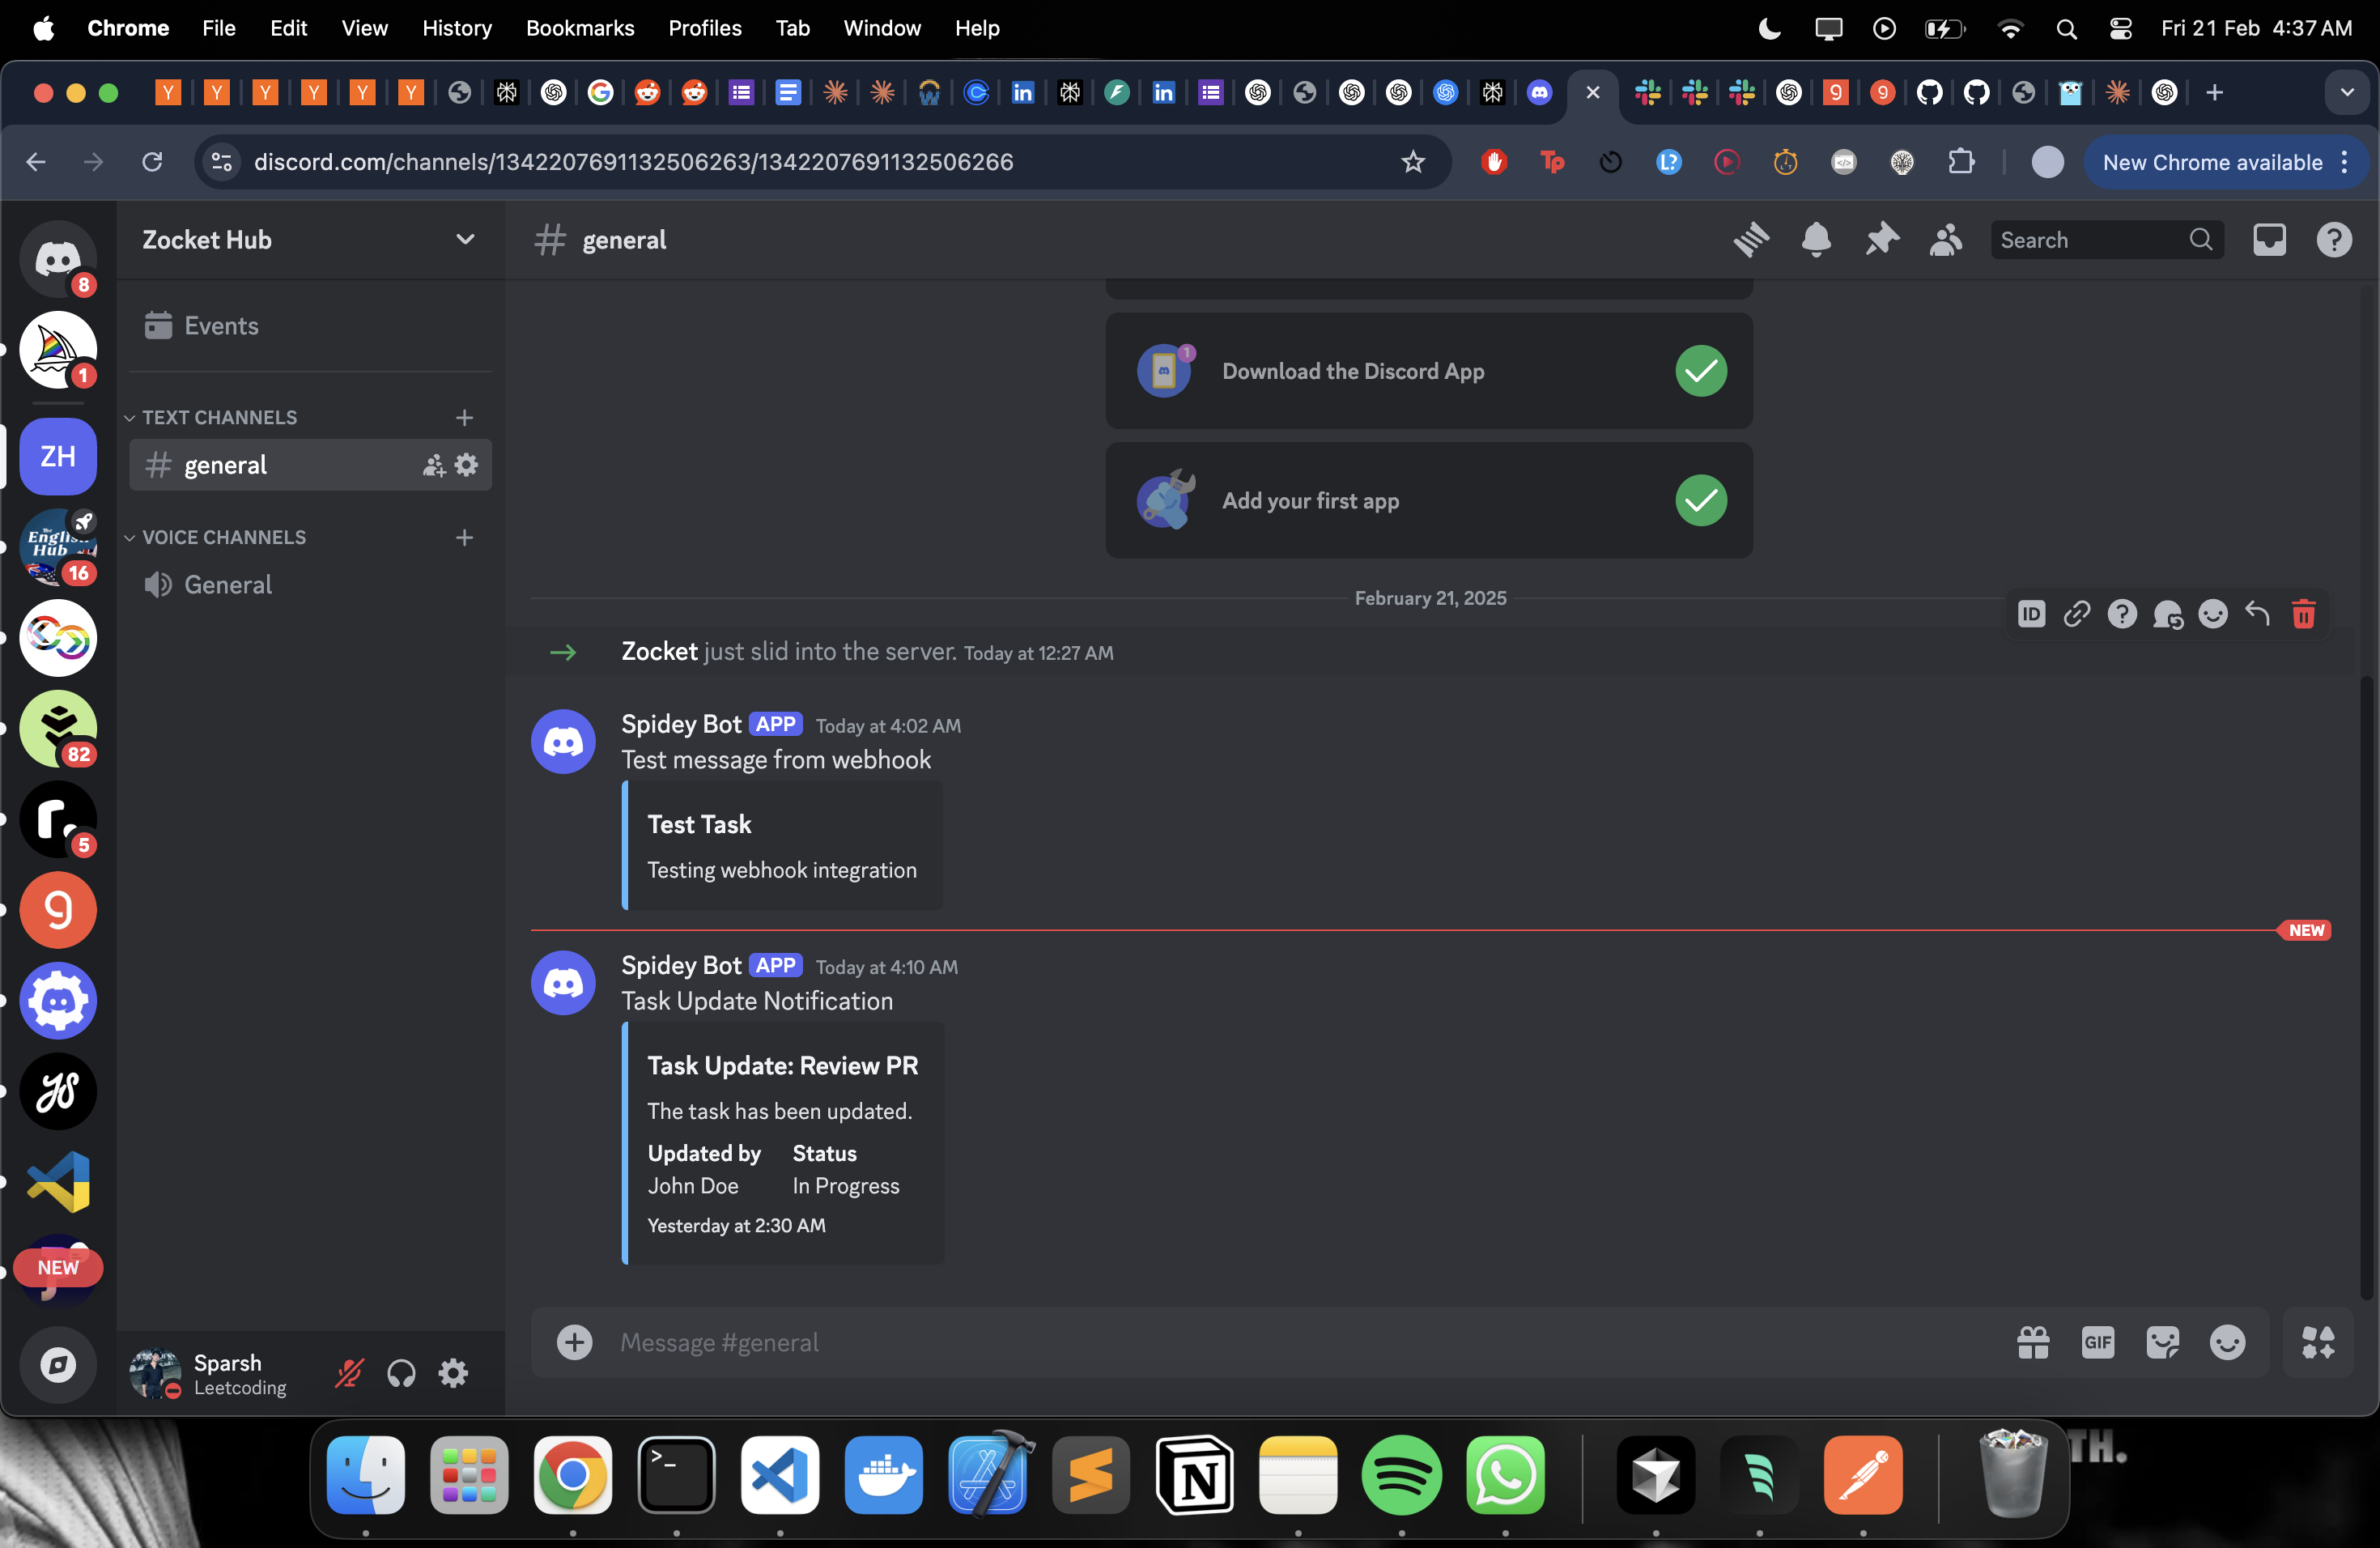 Chrome File Edit View History Bookmarks Profiles Tab Window Help Fri 21 Feb 4:37 AM
discord.com/channels/1342207691132506263/1342207691132506266 New Chrome available
Zocket Hub
general
Search
8
Events
1
TEXT CHANNELS
ZH
general
VOICE CHANNELS
The English Hub
16
General
82
5
NEW
Download the Discord App
Add your first app
February 21, 2025
ID
Zocket just slid into the server. Today at 12:27 AM
Spidey Bot APP Today at 4:02 AM
Test message from webhook
Test Task
Testing webhook integration
NEW
Spidey Bot APP Today at 4:10 AM
Task Update Notification
Task Update: Review PR
The task has been updated.
Updated by Status
John Doe In Progress
Yesterday at 2:30 AM
Message #general
GIF
Sparsh
Leetcoding
TH.